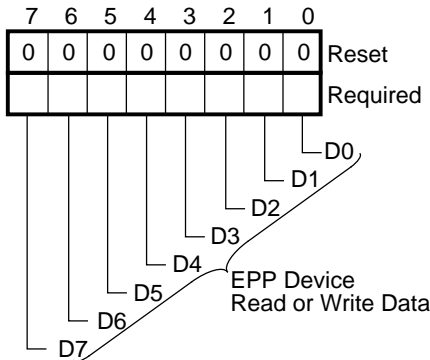 7 6 5 4 3 2 1 0
0 0 0 0 0 0 0 0 Reset
Required
D0
D1
D2
D3
D4
D5
D6
D7
EPP Device
Read or Write Data